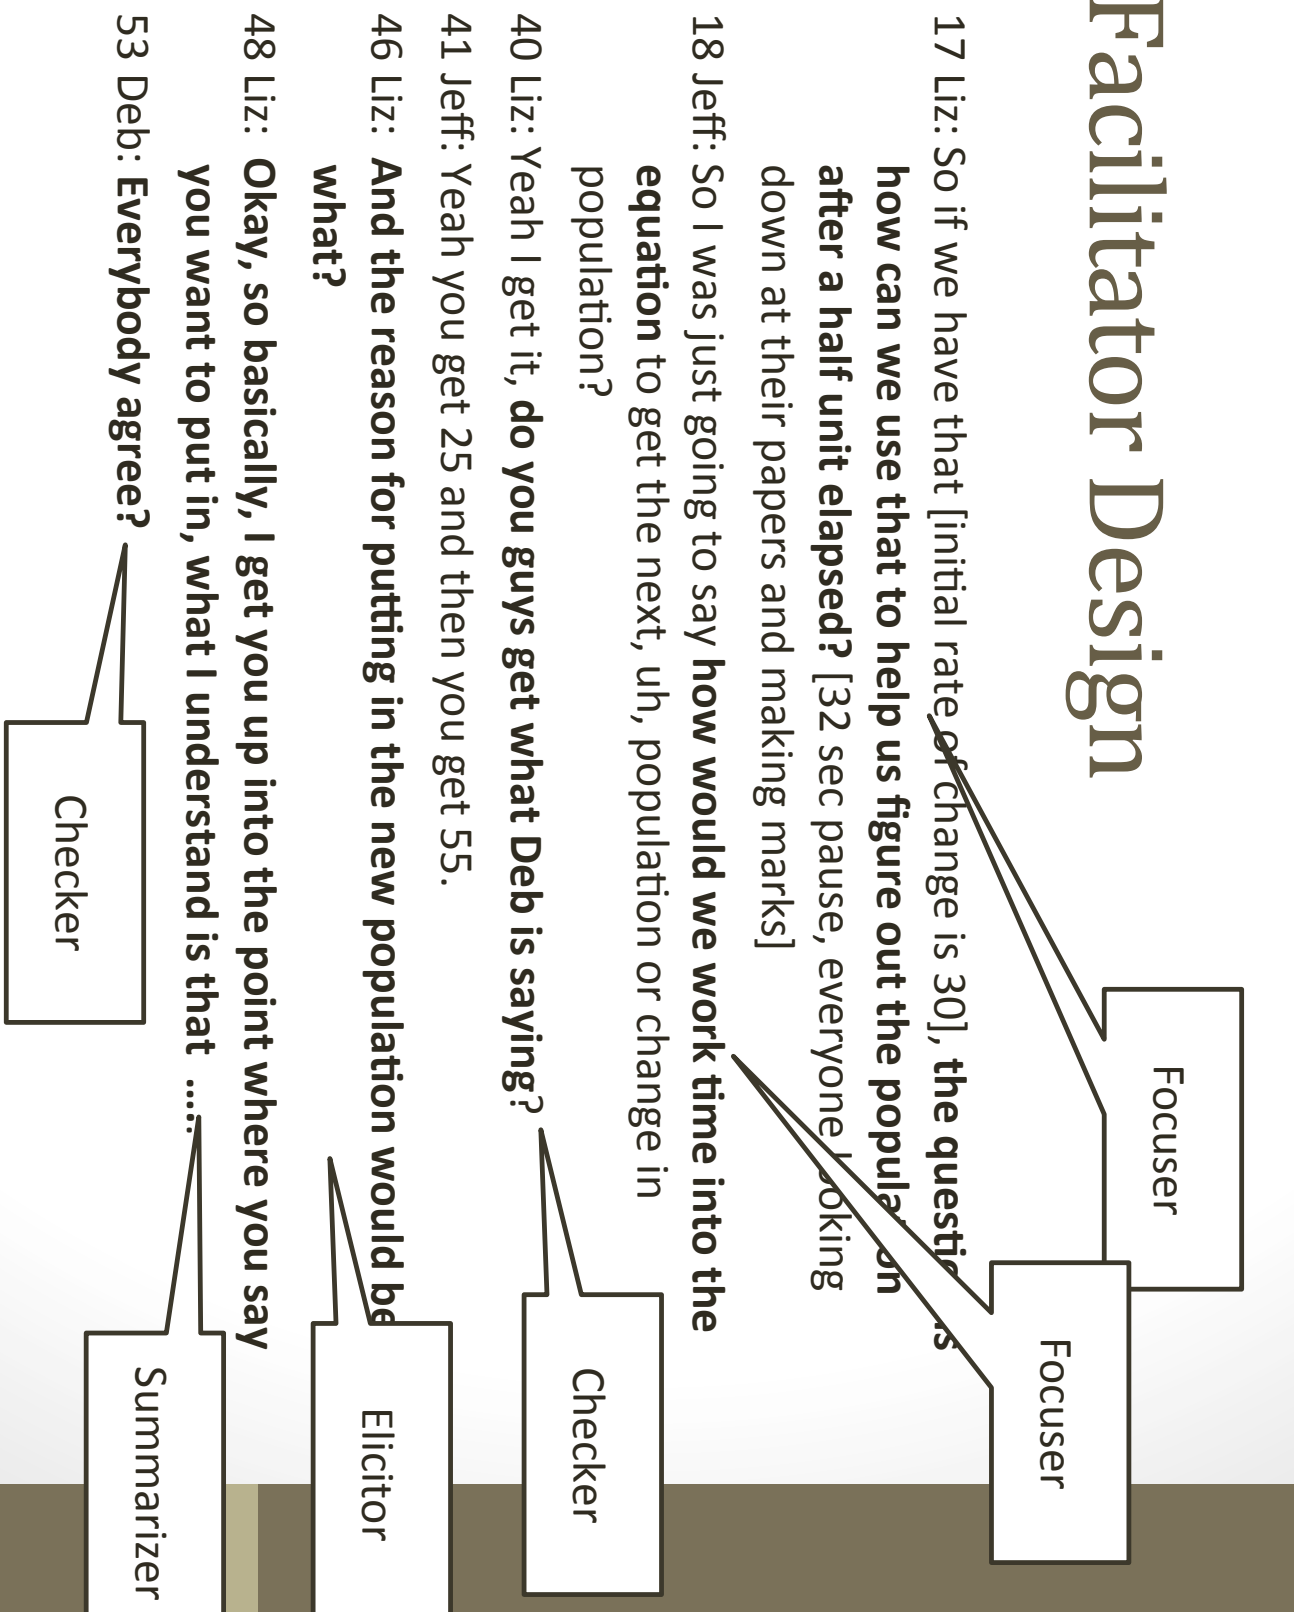 Facilitator Design
17 Liz: So if we have that [initial rate of change is 30], the question is
how can we use that to help us figure out the population
after a half unit elapsed? [32 sec pause, everyone looking
down at their papers and making marks]
18 Jeff: So I was just going to say how would we work time into the
equation to get the next, uh, population or change in
population?
40 Liz: Yeah I get it, do you guys get what Deb is saying?
41 Jeff: Yeah you get 25 and then you get 55.
46 Liz: And the reason for putting in the new population would be
what?
48 Liz: Okay, so basically, I get you up into the point where you say
you want to put in, what I understand is that …..
53 Deb: Everybody agree?
Focuser
Focuser
Checker
Elicitor
Summarizer
Checker